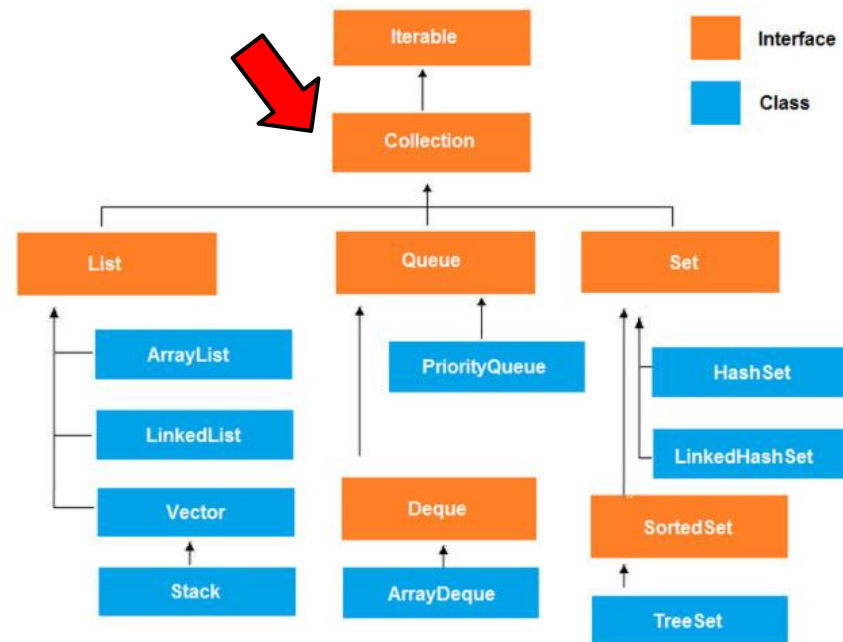 Iterable
Interface
Class
Collection
List
Queue
Set
ArrayList
PriorityQueue
HashSet
LinkedList
LinkedHashSet
Vector
Deque
SortedSet
Stack
ArrayDeque
TreeSet